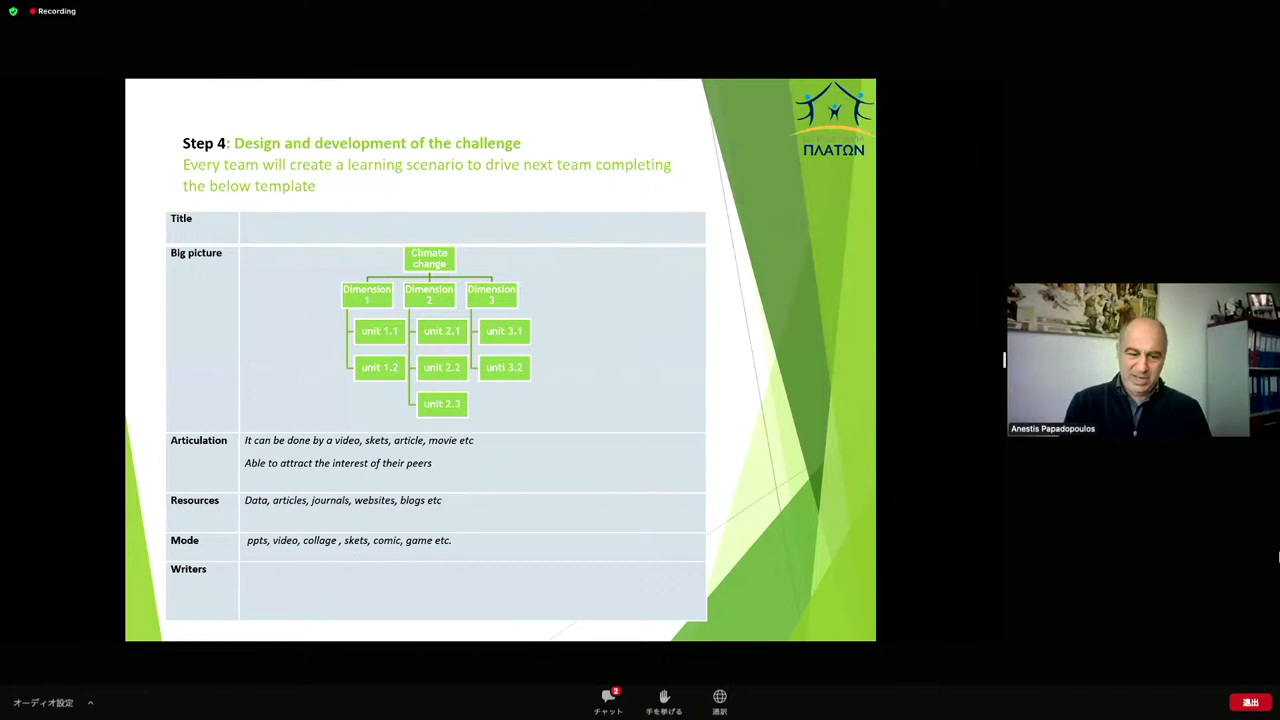 Recording
Step 4: Design and development of the challenge
Every team will create a learning scenario to drive next team completing
the below template
Title
Big picture
Climate
change
Dimension
1
Dimension
2
Dimension
3
unit 1.1
unit 2.1
unit 3.1
unit 1.2
unit 2.2
unti 3.2
unit 2.3
Articulation
It can be done by a video, skets, article, movie etc
Able to attract the interest of their peers
Resources
Data, articles, journals, websites, blogs etc
Mode
ppts, video, collage , skets, comic, game etc.
Writers
ΠΛΑΤΩΝ
Anestis Papadopoulos
オーディオ設定
2
チャット
手を挙げる
通訳
退出